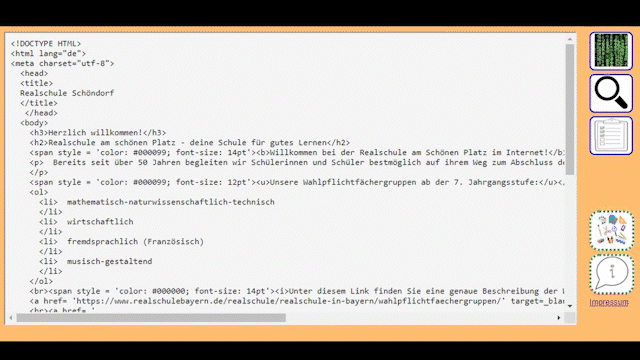 <!DOCTYPE HTML>
<html lang="de">
<meta charset="utf-8">
<head>
<title>
Realschule Schöndorf
</title>
</head>
<body>
<h3>Herzlich willkommen!</h3>
<h2>Realschule am schönen Platz - deine Schule für gutes Lernen</h2>
<span style = 'color: #000099; font-size: 14pt'><b>Willkommen bei der Realschule am Schönen Platz im Internet!</b
<p> Bereits seit über 50 Jahren begleiten wir Schülerinnen und Schüler bestmöglich auf ihrem Weg zum Abschluss de
</p>
<span style = 'color: #000099; font-size: 12pt'><u>Unsere Wahlpflichtfächergruppen ab der 7. Jahrgangsstufe:</u></
<ol>
<li> mathematisch-naturwissenschaftlich-technisch
</li>
<li> wirtschaftlich
</li>
<li> fremdsprachlich (Französisch)
</li>
<li> musisch-gestaltend
</li>
</ol>
<br><span style = 'color: #000000; font-size: 14pt'><i>Unter diesem Link finden Sie eine genaue Beschreibung der
<a href= 'https://www.realschulebayern.de/realschule/realschule-in-bayern/wahlpflichtfaechergruppen/' target=_bla
<br><a href= '
Impressum